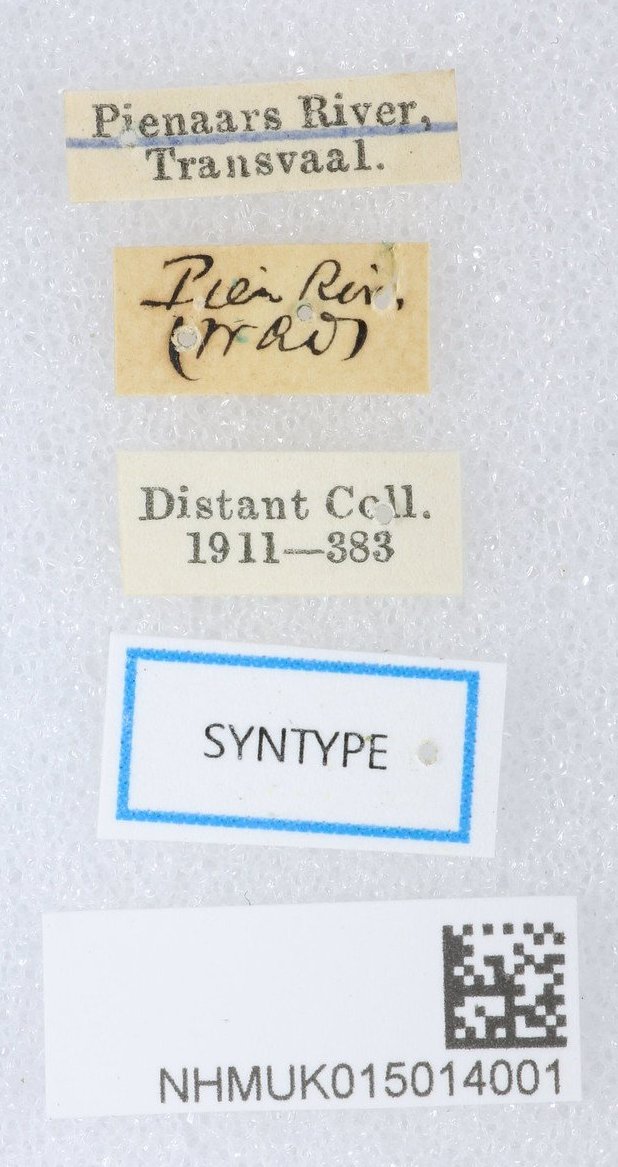 Pienaars River,
Transvaal.
Pien Riv.
Distant Coll.
1911—383
SYNTYPE
NHMUK015014001